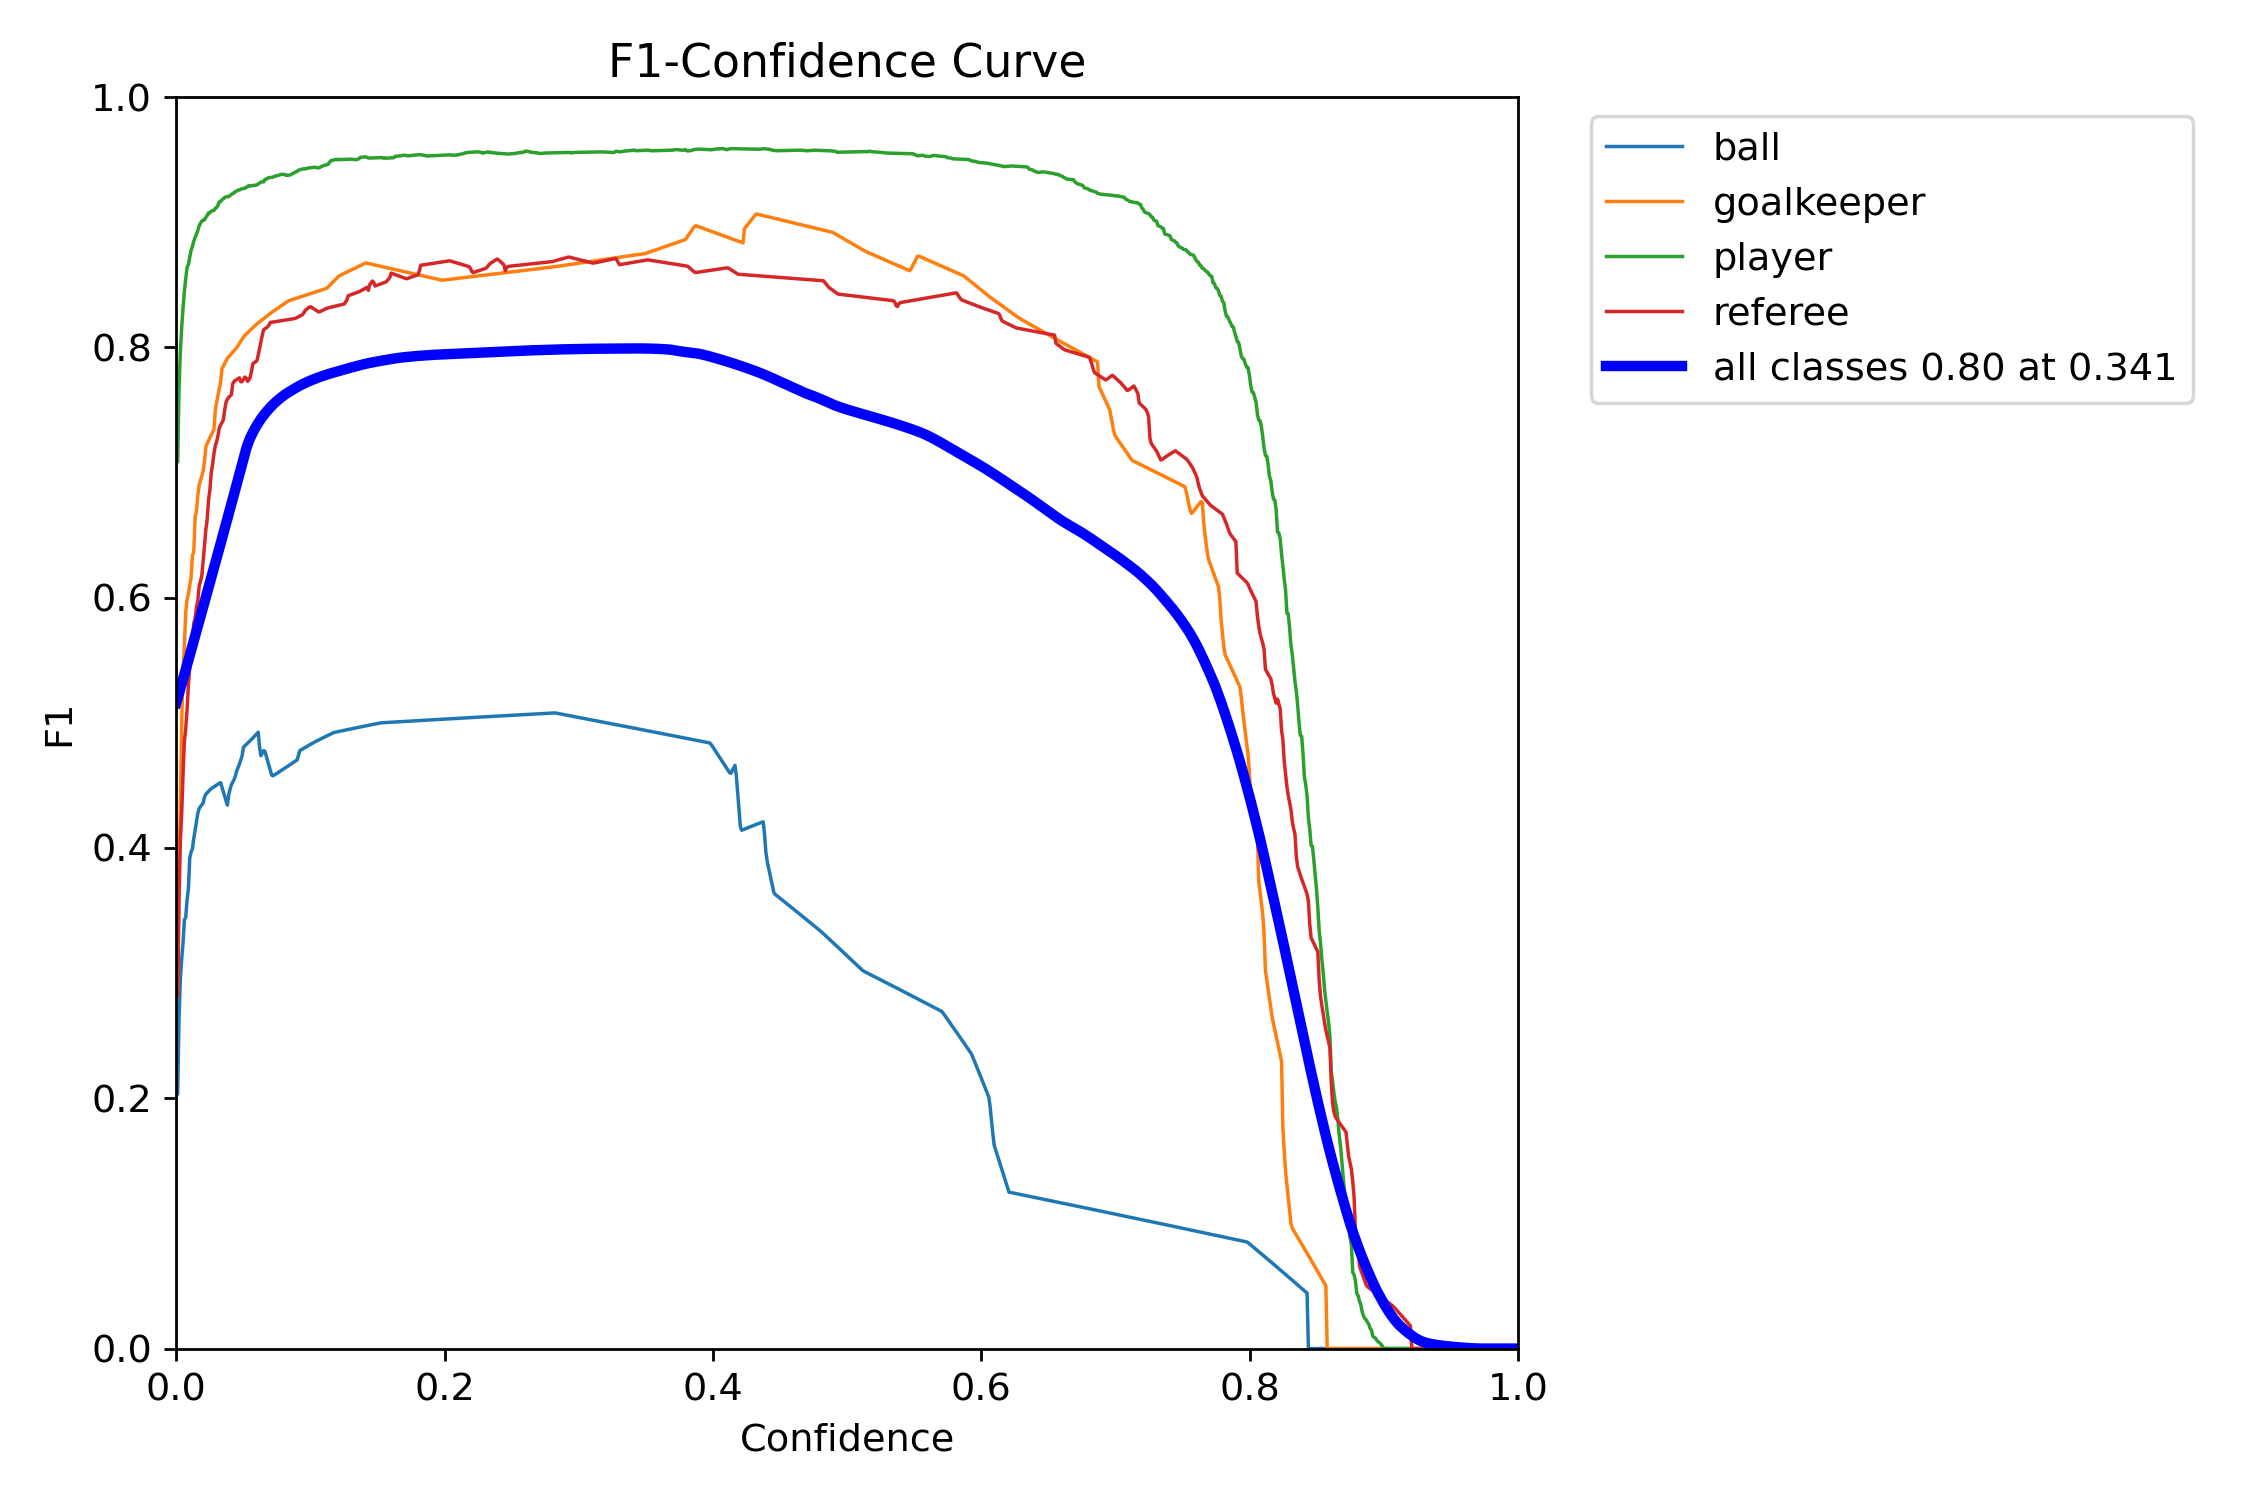 F1-Confidence Curve
1.0
0.8
0.6
0.4
0.2
0.0
F1
0.0 0.2 0.4 0.6 0.8 1.0
Confidence
ball
goalkeeper
player
referee
all classes 0.80 at 0.341